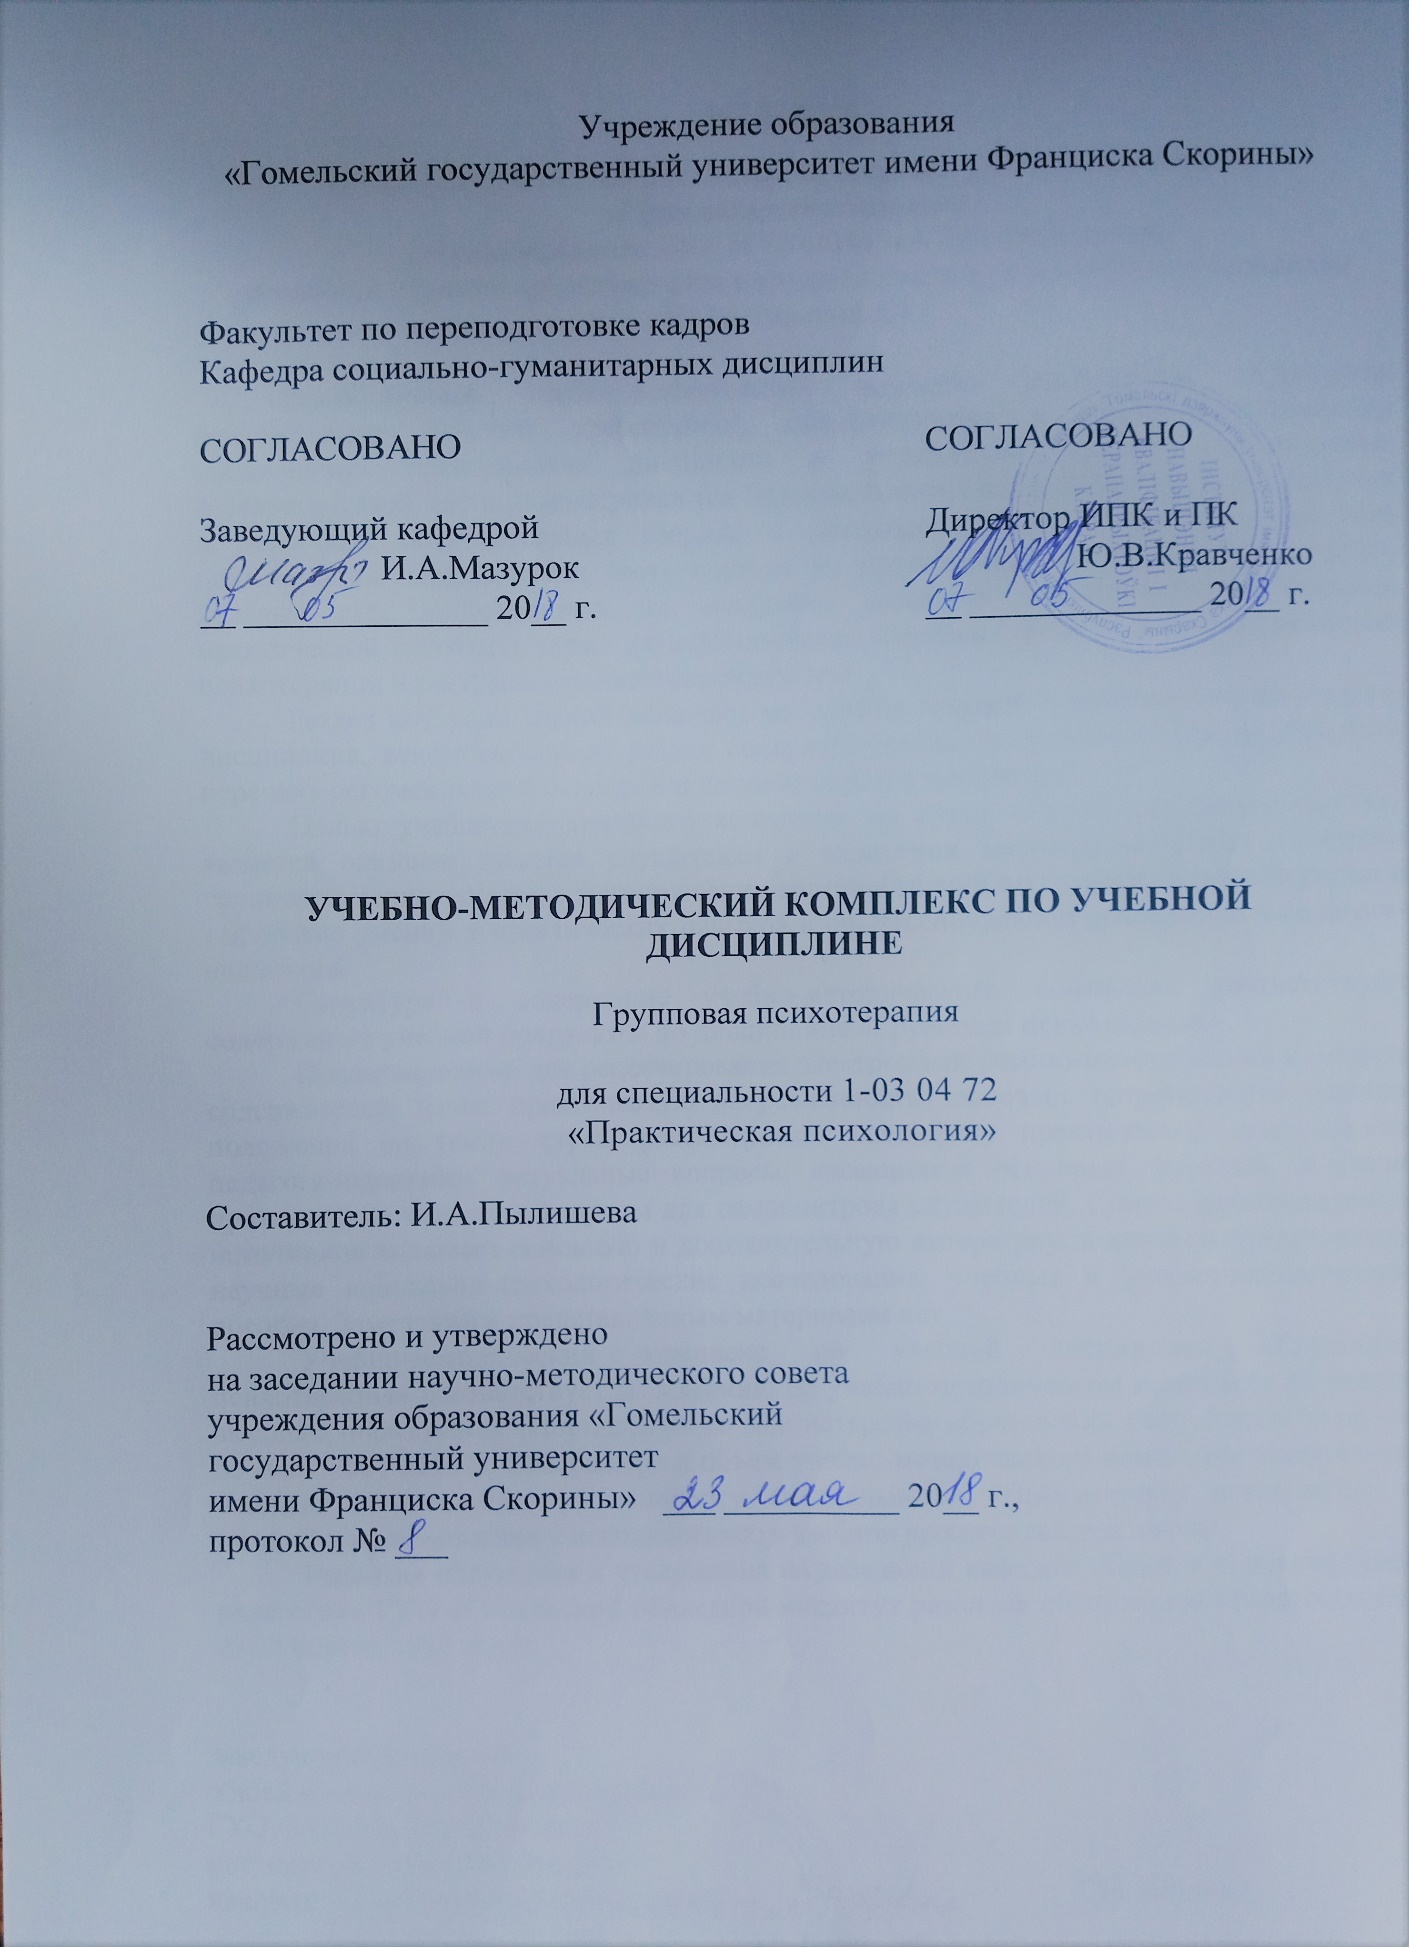 Учреждение образования
«Гомельский государственный университет имени Франциска Скорины»
Факультет по переподготовке кадров
Кафедра социально-гуманитарных дисциплин
СОГЛАСОВАНО
Заведующий кафедрой
И.А.Мазурок
07 05 2018 г.
СОГЛАСОВАНО
Директор ИПК и ПК
Ю.В.Кравченко
07 05 2018 г.
УЧЕБНО-МЕТОДИЧЕСКИЙ КОМПЛЕКС ПО УЧЕБНОЙ
ДИСЦИПЛИНЕ
Групповая психотерапия
для специальности 1-03 04 72
«Практическая психология»
Составитель: И.А.Пылишева
Рассмотрено и утверждено
на заседании научно-методического совета
учреждения образования «Гомельский
государственный университет
имени Франциска Скорины» 23 мая 2018 г.,
протокол № 8